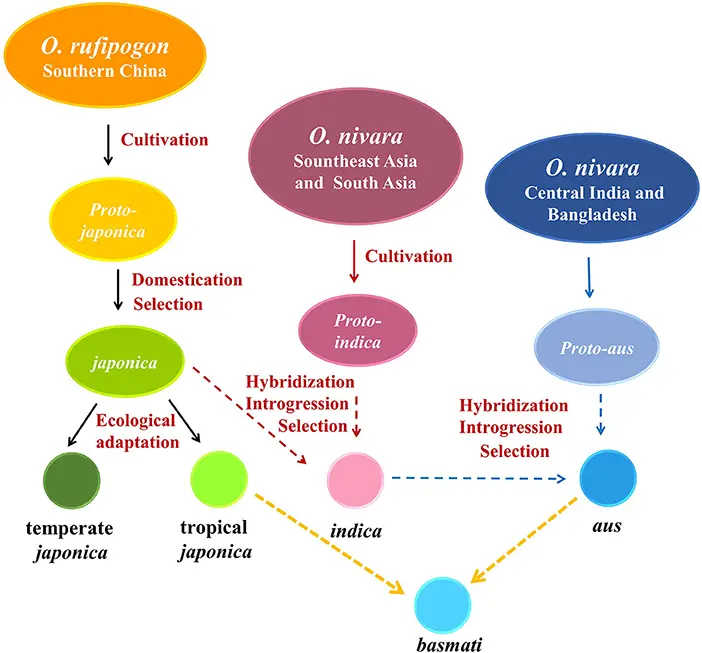 O. rufipogon
Southern China
Cultivation
O. nivara
Sountheast Asia
and South Asia
O. nivara
Central India and
Bangladesh
Proto-
japonica
Cultivation
Domestication
Selection
Proto-
indica
Proto-aus
japonica
Hybridization
Introgression
Selection
Hybridization
Introgression
Selection
Ecological
adaptation
temperate
japonica
tropical
japonica
indica
aus
basmati